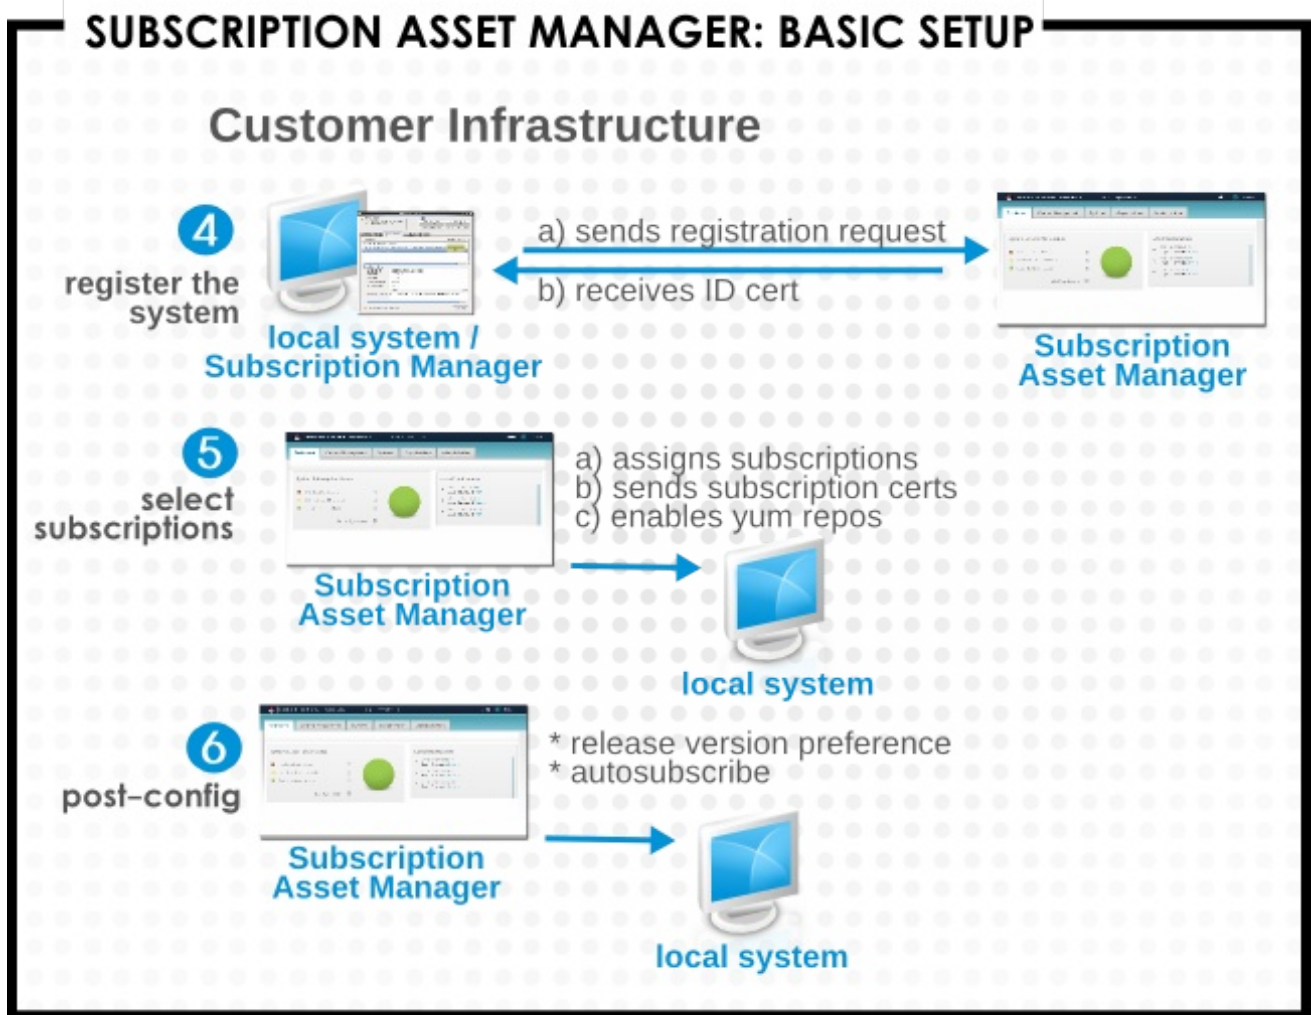 SUBSCRIPTION ASSET MANAGER: BASIC SETUP
Customer Infrastructure
4
register the
system
local system /
Subscription Manager
a) sends registration request
b) receives ID cert
Subscription
Asset Manager
5
select
subscriptions
Subscription
Asset Manager
a) assigns subscriptions
b) sends subscription certs
c) enables yum repos
local system
6
post-config
Subscription
Asset Manager
* release version preference
* autosubscribe
local system